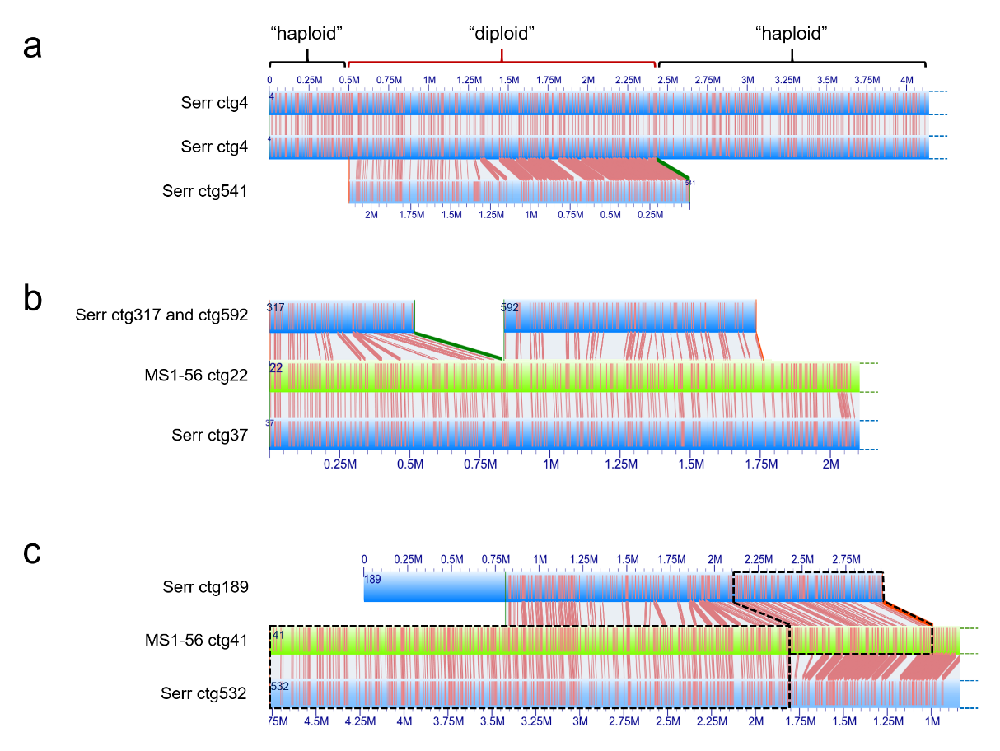 a
“haploid” “diploid” “haploid”
0 0.25M 0.5M 0.75M 1M 1.25M 1.5M 1.75M 2M 2.25M 2.5M 2.75M 3M 3.25M 3.5M 3.75M 4M
Serr ctg4
4
Serr ctg4
4
Serr ctg541
541
2M 1.75M 1.5M 1.25M 1M 0.75M 0.5M 0.25M
b
Serr ctg317 and ctg592
317 592
MS1-56 ctg22
22
Serr ctg37
37
0.25M 0.5M 0.75M 1M 1.25M 1.5M 1.75M 2M
c
0 0.25M 0.5M 0.75M 1M 1.25M 1.5M 1.75M 2M 2.25M 2.5M 2.75M
Serr ctg189
189
MS1-56 ctg41
41
Serr ctg532
532
75M 4.5M 4.25M 4M 3.75M 3.5M 3.25M 3M 2.75M 2.5M 2.25M 2M 1.75M 1.5M 1.25M 1M